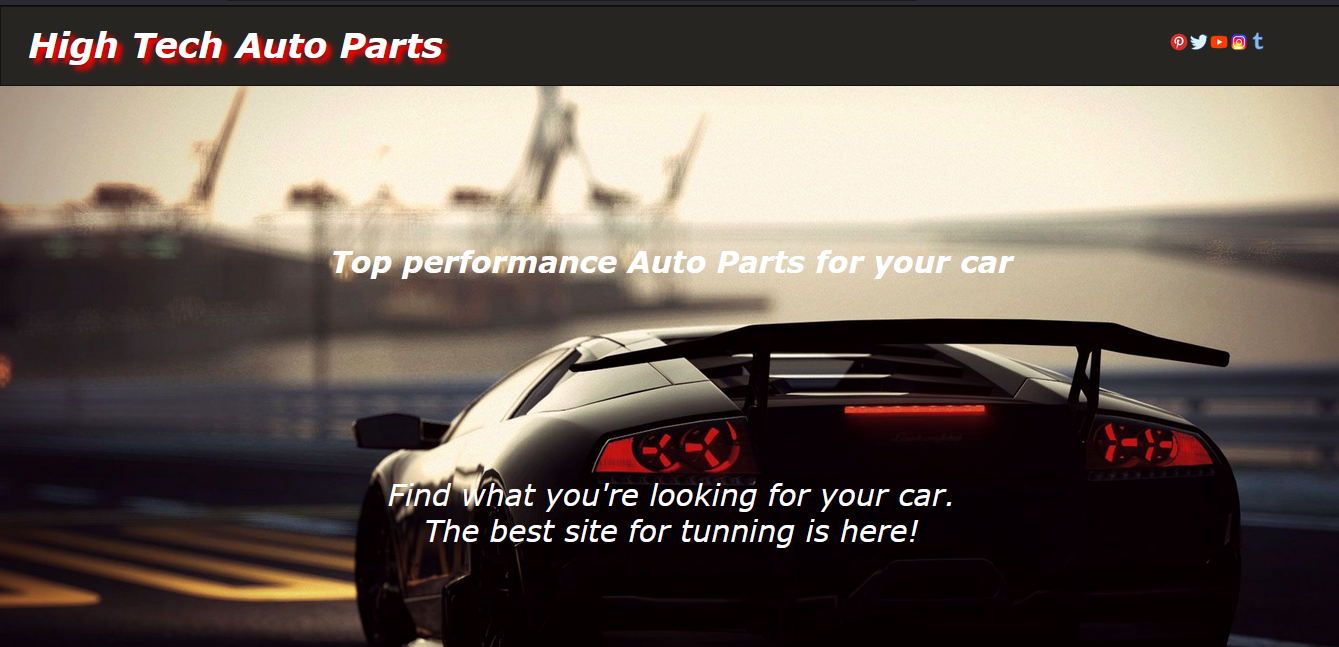 High Tech Auto Parts
Top performance Auto Parts for your car
Find what you're looking for your car.
The best site for tunning is here!